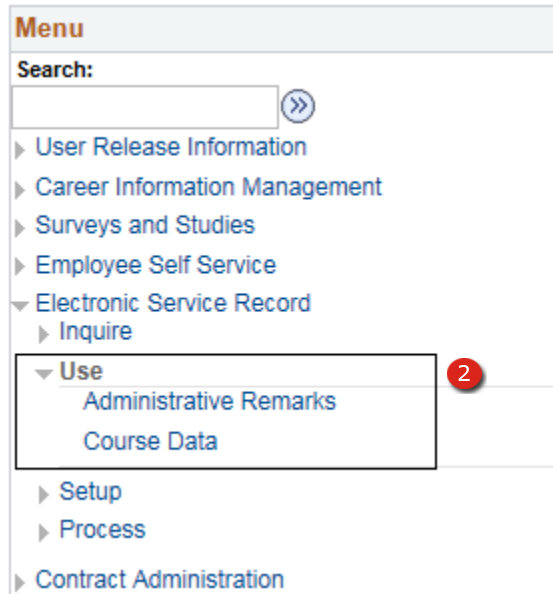 Menu
Search:
User Release Information
Career Information Management
Surveys and Studies
Employee Self Service
Electronic Service Record
Inquire
Use
2
Administrative Remarks
Course Data
Setup
Process
Contract Administration